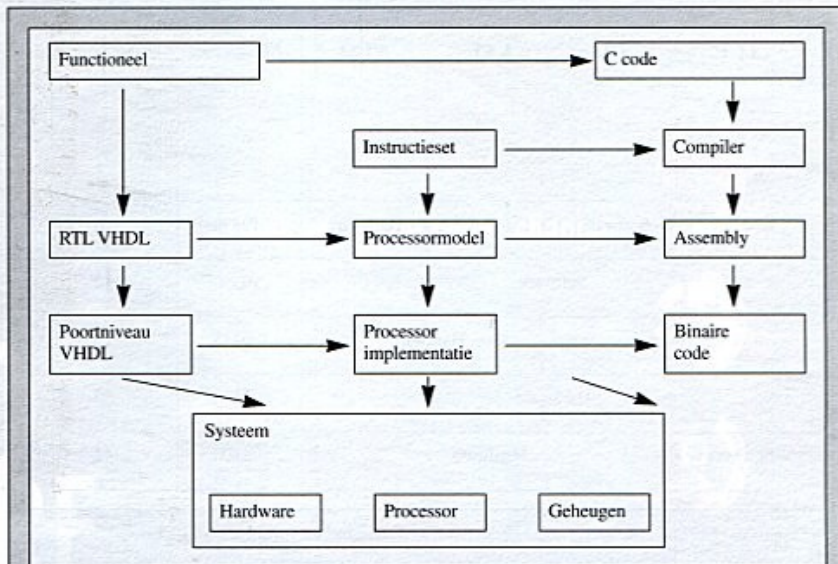 Functioneel
C code
Instructieset
Compiler
RTL VHDL
Processormodel
Assembly
Poortniveau
VHDL
Processor
implementatie
Binaire
code
Systeem
Hardware
Processor
Geheugen